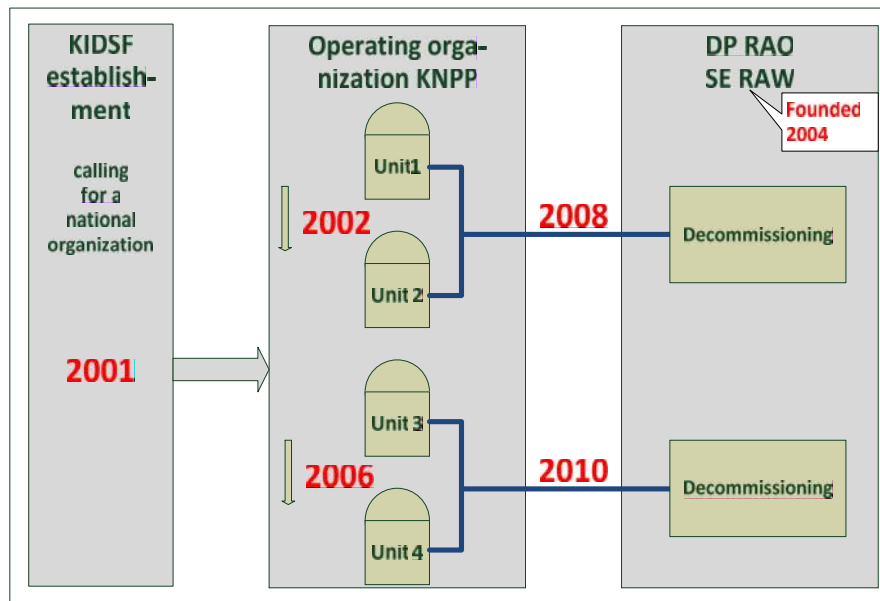 KIDSF
establish-
ment
calling
for a
national
organization
2001
Operating orga-
nization KNPP
Unit1
2002
Unit 2
Unit 3
2006
Unit 4
2008
2010
DP RAO
SE RAW
Founded
2004
Decommissioning
Decommissioning